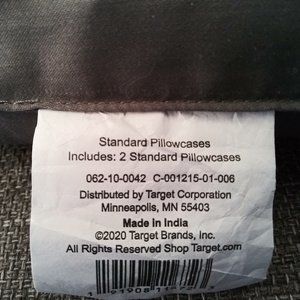 Standard Pillowcases
Includes: 2 Standard Pillowcases
062-10-0042 C-001215-01-006
Distributed by Target Corporation
Minneapolis, MN 55403
Made in India
©2020 Target Brands, Inc.
All Rights Reserved Shop Target.com